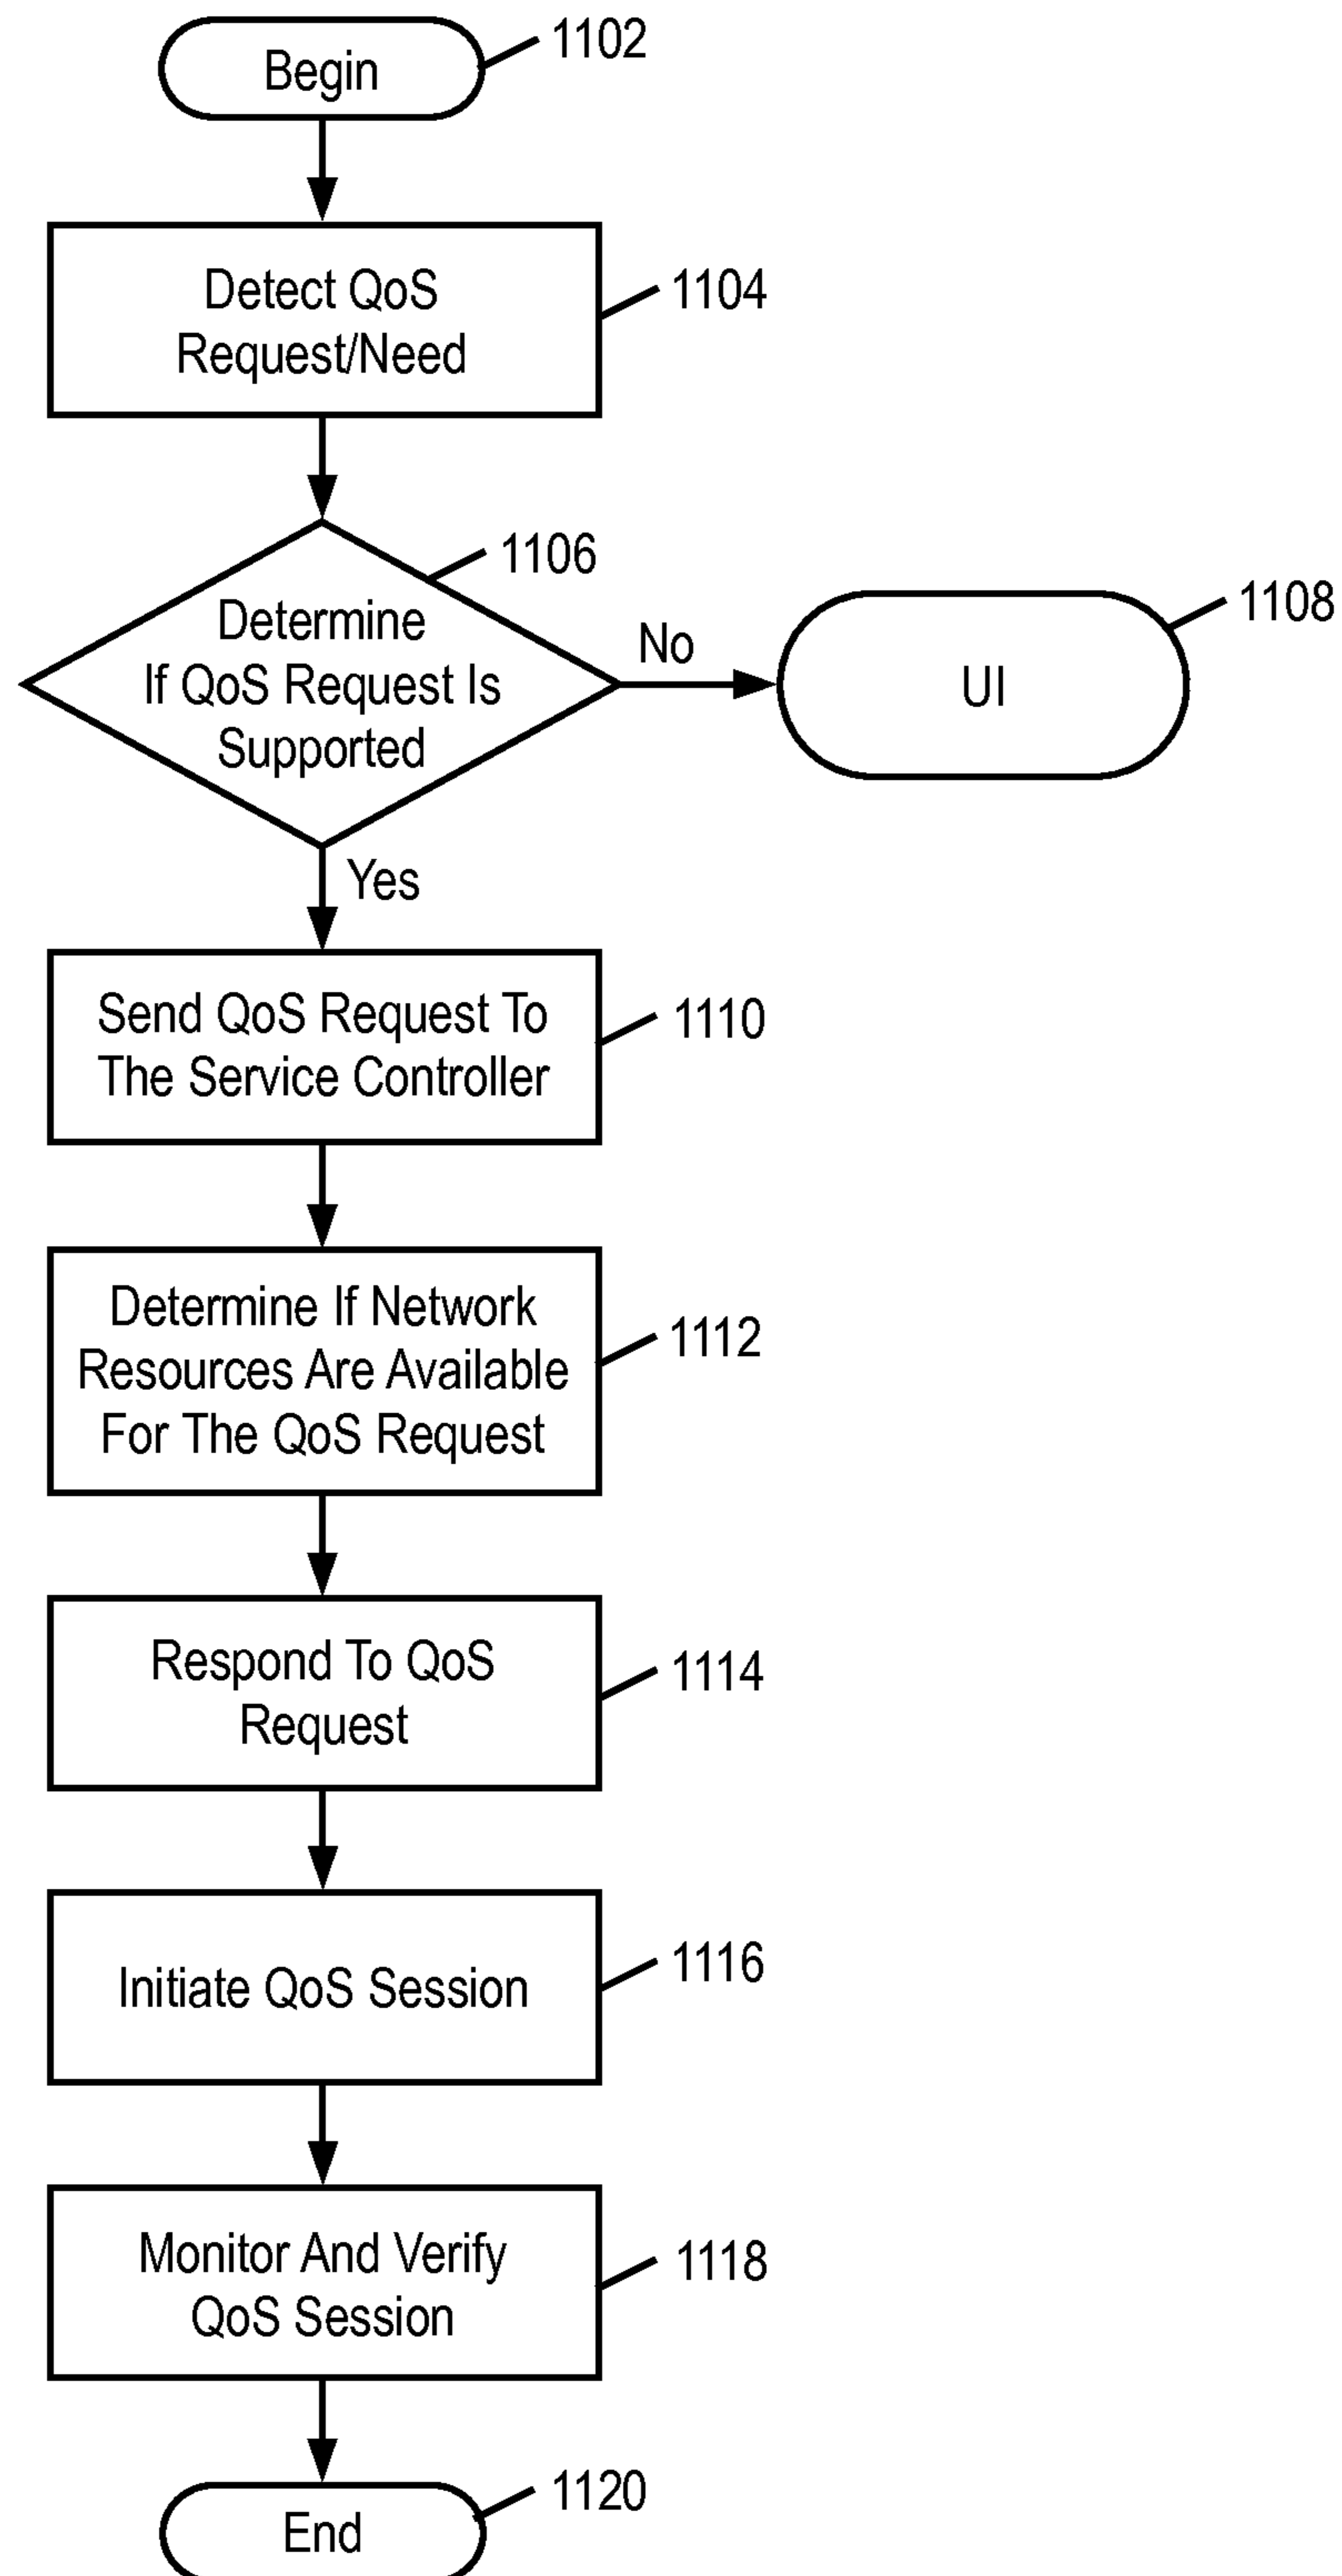 Begin
1102
Detect QoS
Request/Need
1104
1106
Determine
If QoS Request Is
Supported
No
UI
1108
Yes
Send QoS Request To
The Service Controller
1110
Determine If Network
Resources Are Available
For The QoS Request
1112
Respond To QoS
Request
1114
Initiate QoS Session
1116
Monitor And Verify
QoS Session
1118
End
1120